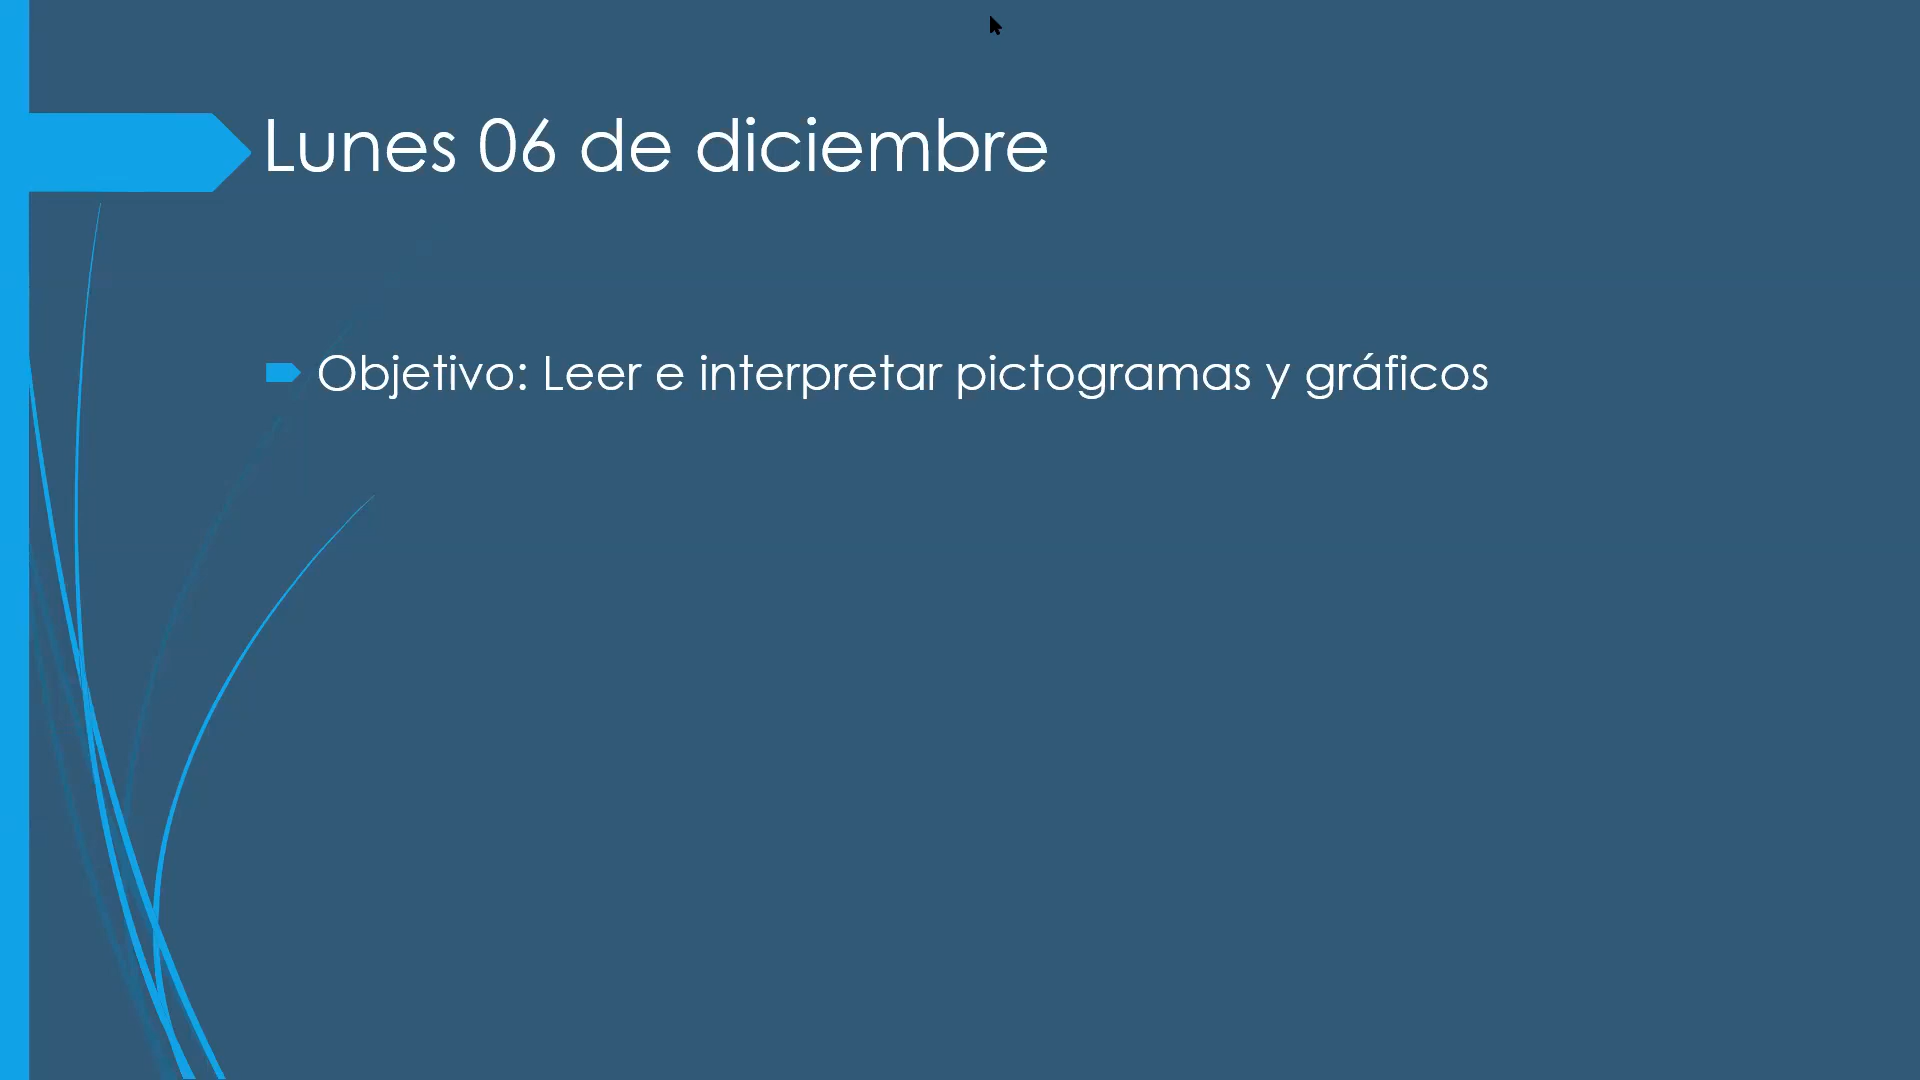 Lunes 06 de diciembre
Objetivo: Leer e interpretar pictogramas y gráficos